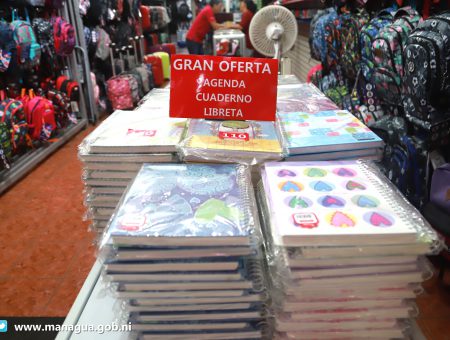 GRAN OFERTA
*AGENDA
CUADERNO
LIBRETA
110
www.managua.gob.ni